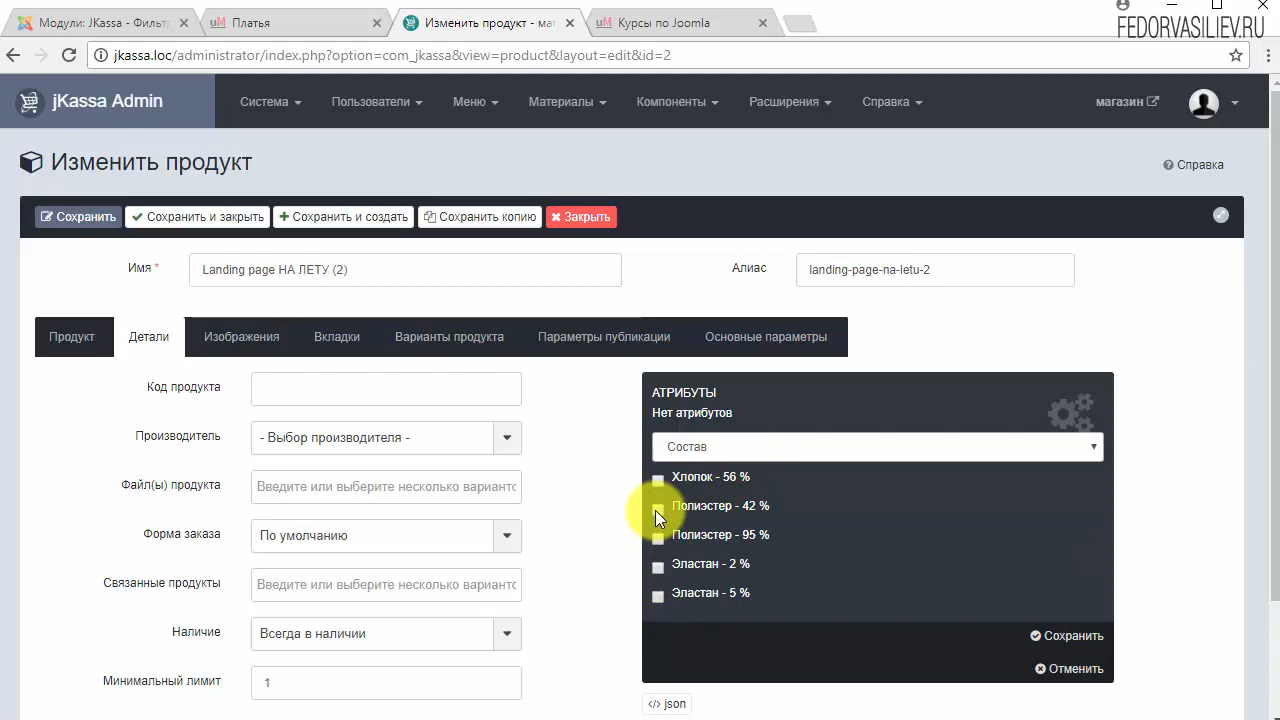 Модули: JKassa - Фильтр
Платья
Изменить продукт - маг
Курсы по Joomla
FEDORVASILIEV.RU
jkassa.loc/administrator/index.php?option=com_jkassa&view=product&layout=edit&id=2
jKassa Admin
Система
Пользователи
Меню
Материалы
Компоненты
Расширения
Справка
магазин
Изменить продукт
Справка
Сохранить
Сохранить и закрыть
Сохранить и создать
Сохранить копию
Закрыть
Имя *
Landing page НА ЛЕТУ (2)
Алиас
landing-page-na-letu-2
Продукт
Детали
Изображения
Вкладки
Варианты продукта
Параметры публикации
Основные параметры
Код продукта
Производитель
- Выбор производителя -
Файл(ы) продукта
Введите или выберите несколько варианто
Форма заказа
По умолчанию
Связанные продукты
Введите или выберите несколько варианто
Наличие
Всегда в наличии
Минимальный лимит
1
АТРИБУТЫ
Нет атрибутов
Состав
Хлопок - 56 %
Полиэстер - 42 %
Полиэстер - 95 %
Эластан - 2 %
Эластан - 5 %
Сохранить
Отменить
</> json